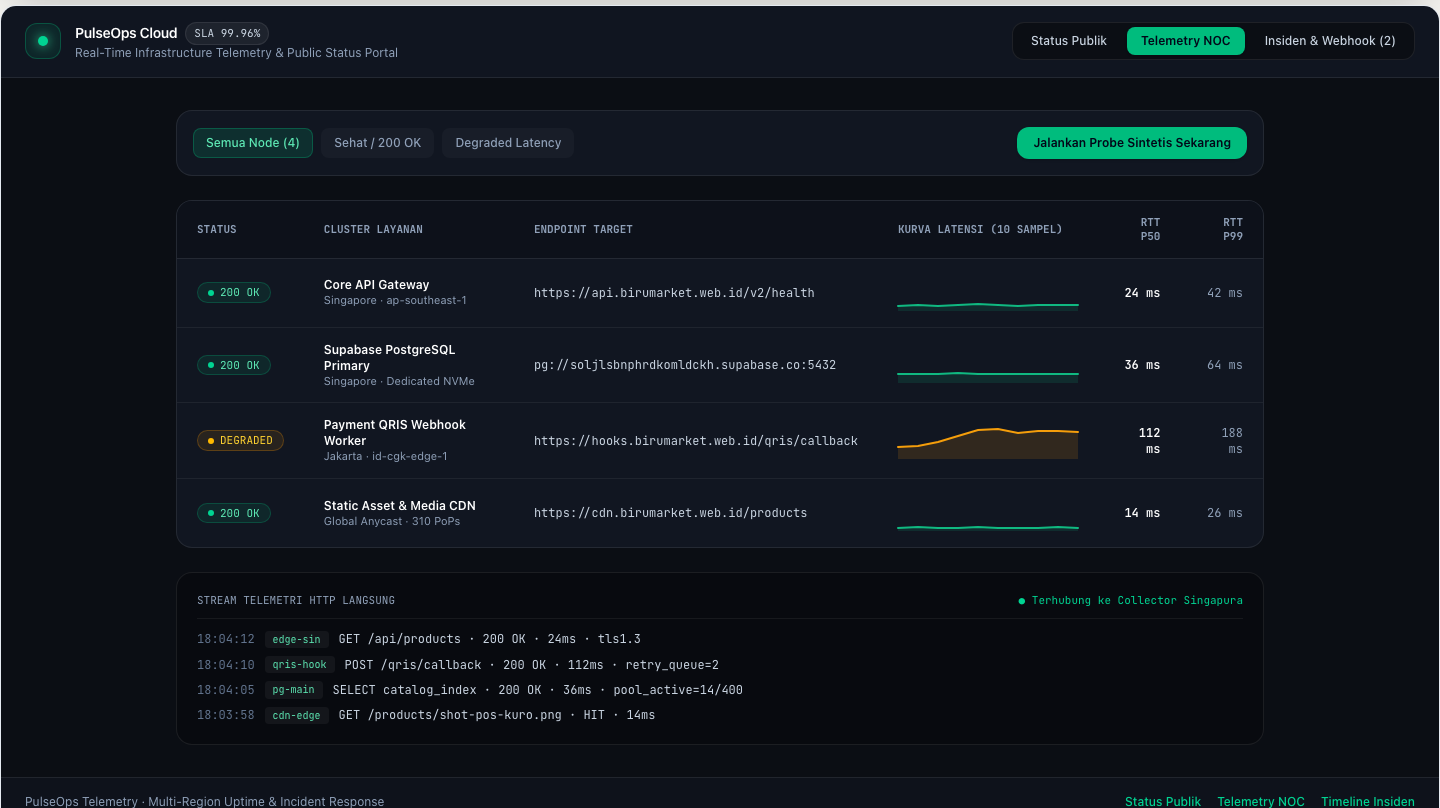 PulseOps Cloud SLA 99.96%
Real-Time Infrastructure Telemetry & Public Status Portal
Status Publik Telemetry NOC Insiden & Webhook (2)
Semua Node (4) Sehat / 200 OK Degraded Latency Jalankan Probe Sintetis Sekarang
STATUS CLUSTER LAYANAN ENDPOINT TARGET KURVA LATENSI (10 SAMPEL) RTT P50 RTT P99
200 OK
Core API Gateway
Singapore · ap-southeast-1
https://api.birumarket.web.id/v2/health
24 ms
42 ms
200 OK
Supabase PostgreSQL
Primary
Singapore · Dedicated NVMe
pg://soljlsbnphrdkomldckh.supabase.co:5432
36 ms
64 ms
DEGRADED
Payment QRIS Webhook
Worker
Jakarta · id-cgk-edge-1
https://hooks.birumarket.web.id/qris/callback
112
ms
188
ms
200 OK
Static Asset & Media CDN
Global Anycast · 310 PoPs
https://cdn.birumarket.web.id/products
14 ms
26 ms
STREAM TELEMETRI HTTP LANGSUNG
● Terhubung ke Collector Singapura
18:04:12 edge-sin GET /api/products · 200 OK · 24ms · tls1.3
18:04:10 qris-hook POST /qris/callback · 200 OK · 112ms · retry_queue=2
18:04:05 pg-main SELECT catalog_index · 200 OK · 36ms · pool_active=14/400
18:03:58 cdn-edge GET /products/shot-pos-kuro.png · HIT · 14ms
PulseOps Telemetry · Multi-Region Uptime & Incident Response
Status Publik Telemetry NOC Timeline Insiden